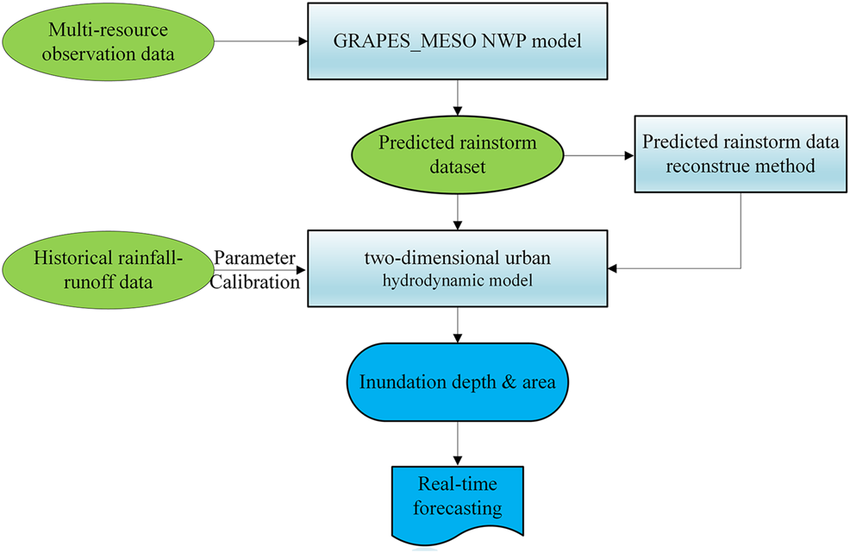 Multi-resource
observation data
GRAPES_MESO NWP model
Predicted rainstorm
dataset
Predicted rainstorm data
reconstrue method
Historical rainfall-
runoff data
Parameter
Calibration
two-dimensional urban
hydrodynamic model
Inundation depth & area
Real-time
forecasting